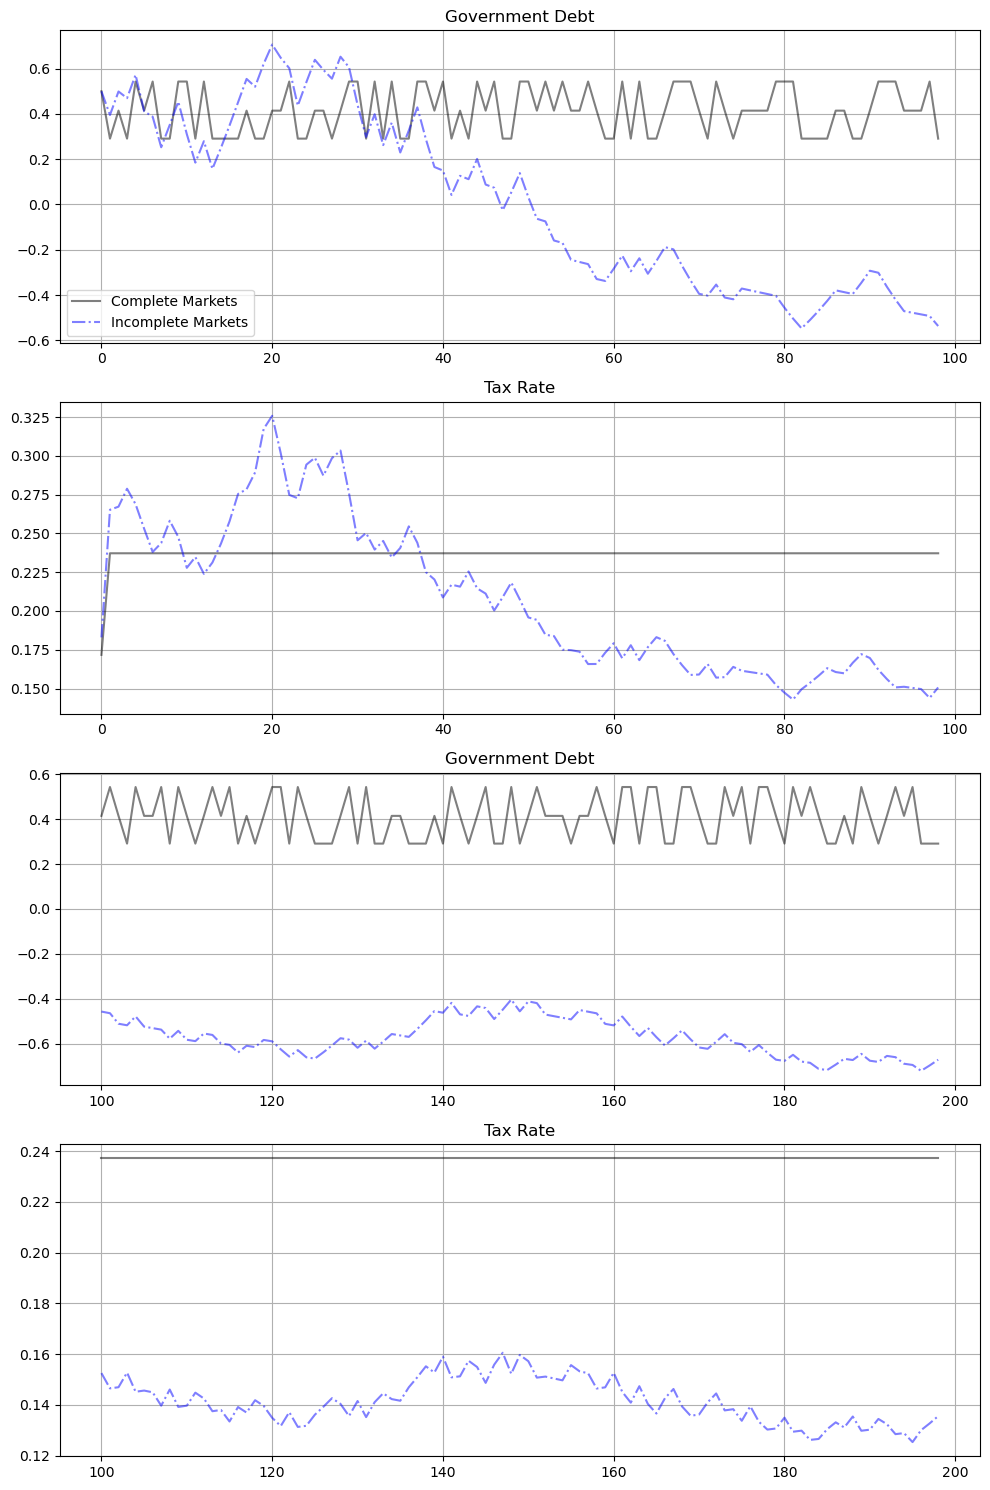 Government Debt
0.6
0.4
0.2
0.0
−0.2
−0.4
−0.6
Complete Markets
Incomplete Markets
0 20 40 60 80 100
Tax Rate
0.325
0.300
0.275
0.250
0.225
0.200
0.175
0.150
0 20 40 60 80 100
Government Debt
0.6
0.4
0.2
0.0
−0.2
−0.4
−0.6
100 120 140 160 180 200
Tax Rate
0.24
0.22
0.20
0.18
0.16
0.14
0.12
100 120 140 160 180 200